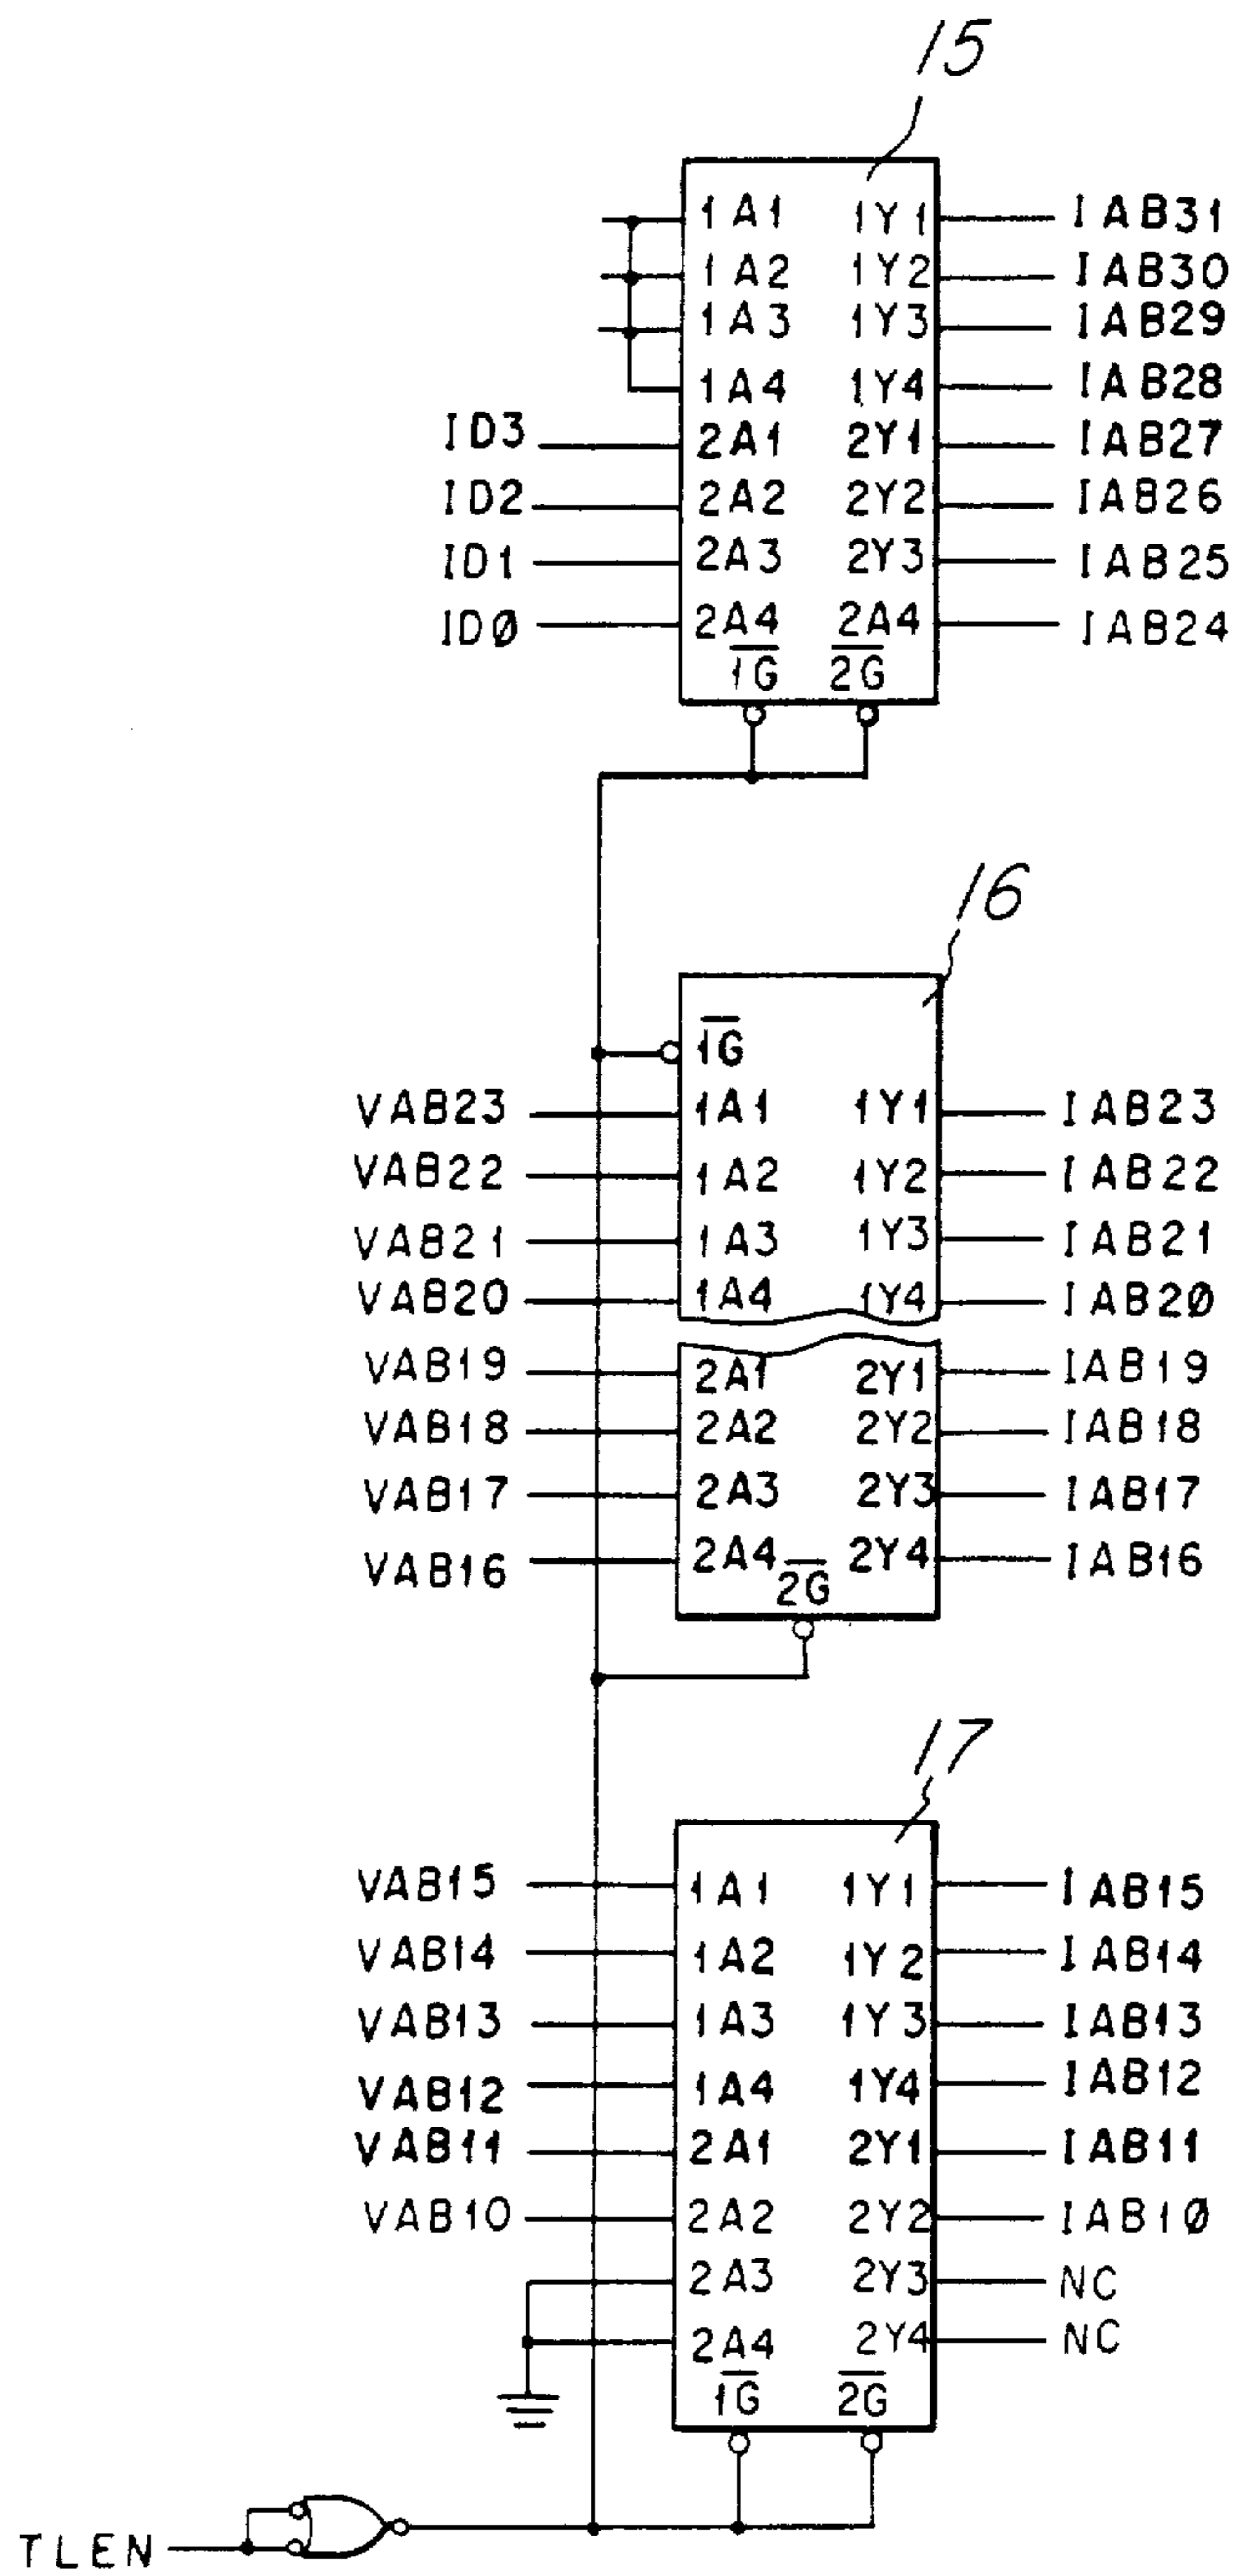 15
1A1 1Y1 IAB31
1A2 1Y2 IAB30
1A3 1Y3 IAB29
1A4 1Y4 IAB28
ID3 2A1 2Y1 IAB27
ID2 2A2 2Y2 IAB26
ID1 2A3 2Y3 IAB25
IDØ 2A4 2A4 IAB24
1G 2G
16
1G
VAB23 1A1 1Y1 IAB23
VAB22 1A2 1Y2 IAB22
VAB21 1A3 1Y3 IAB21
VAB20 1A4 1Y4 IAB2Ø
VAB19 2A1 2Y1 IAB19
VAB18 2A2 2Y2 IAB18
VAB17 2A3 2Y3 IAB17
VAB16 2A4 2Y4 IAB16
2G
17
VAB15 1A1 1Y1 IAB15
VAB14 1A2 1Y2 IAB14
VAB13 1A3 1Y3 IAB13
VAB12 1A4 1Y4 IAB12
VAB11 2A1 2Y1 IAB11
VAB10 2A2 2Y2 IAB1Ø
2A3 2Y3 NC
2A4 2Y4 NC
1G 2G
TLEN